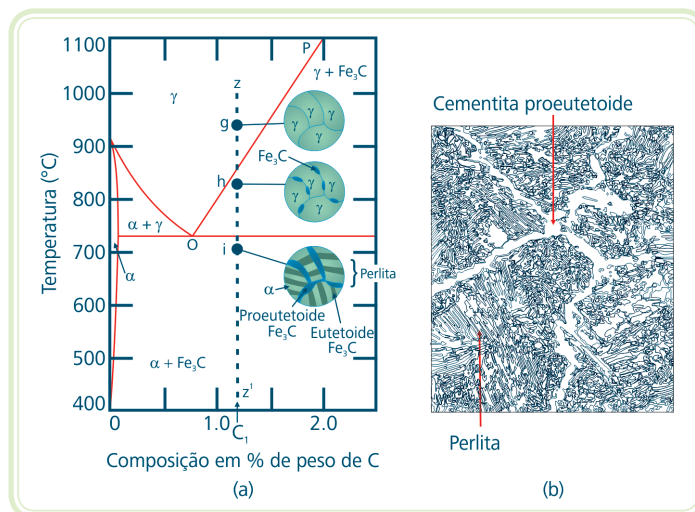 1100
1000
900
800
700
600
500
400
Temperatura (°C)
P
γ + Fe₃C
z
γ
g
γ
γ
γ
γ
Fe₃C
h
γ
γ
γ
γ
α + γ
O
α
i
α
Perlita
Proeutetoide
Fe₃C
Eutetoide
Fe₃C
α + Fe₃C
z¹
0
1.0
2.0
C₁
Composição em % de peso de C
(a)
Cementita proeutetoide
Perlita
(b)